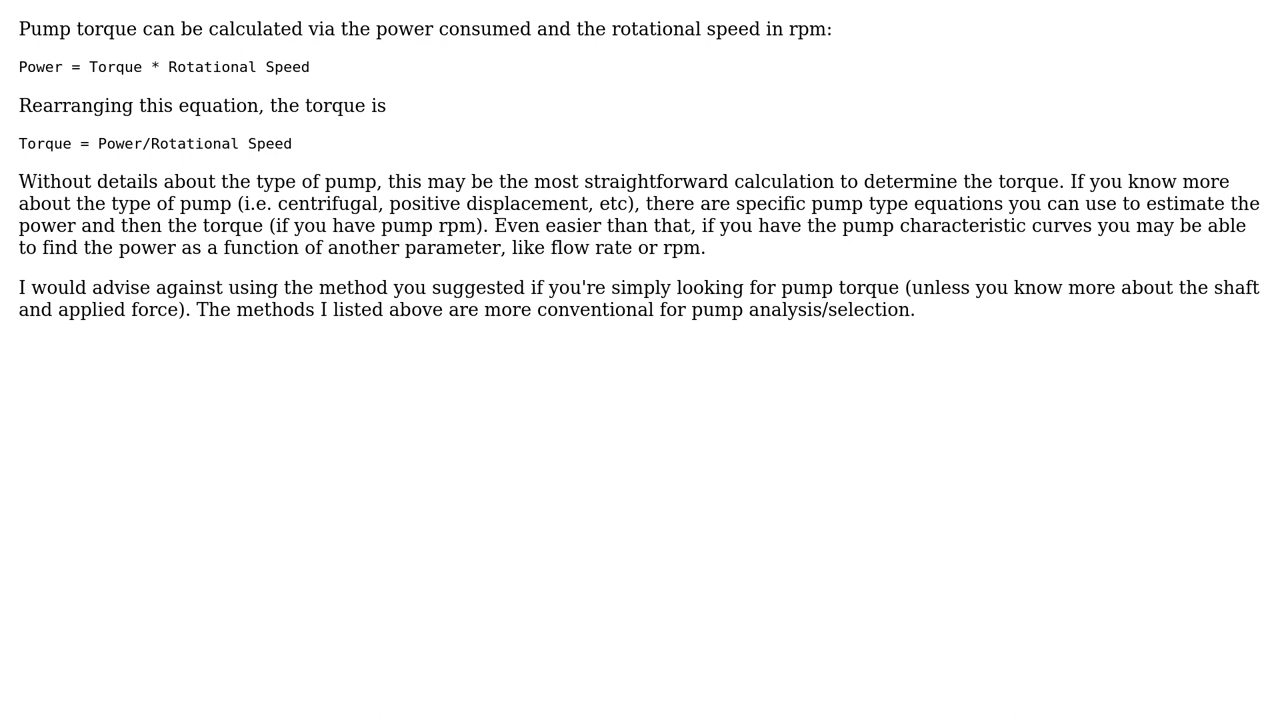 Pump torque can be calculated via the power consumed and the rotational speed in rpm:
Power = Torque * Rotational Speed
Rearranging this equation, the torque is
Torque = Power/Rotational Speed
Without details about the type of pump, this may be the most straightforward calculation to determine the torque. If you know more
about the type of pump (i.e. centrifugal, positive displacement, etc), there are specific pump type equations you can use to estimate the
power and then the torque (if you have pump rpm). Even easier than that, if you have the pump characteristic curves you may be able
to find the power as a function of another parameter, like flow rate or rpm.
I would advise against using the method you suggested if you're simply looking for pump torque (unless you know more about the shaft
and applied force). The methods I listed above are more conventional for pump analysis/selection.